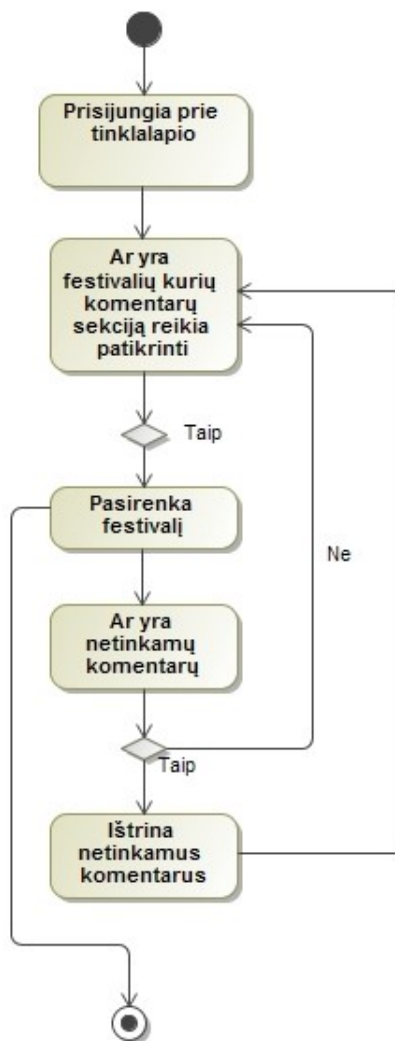 Prisijungia prie
tinklalapio
Ar yra
festivalių kurių
komentarų
sekciją reikia
patikrinti
Taip
Pasirenka
festivalį
Ne
Ar yra
netinkamų
komentarų
Taip
Ištrina
netinkamus
komentarus